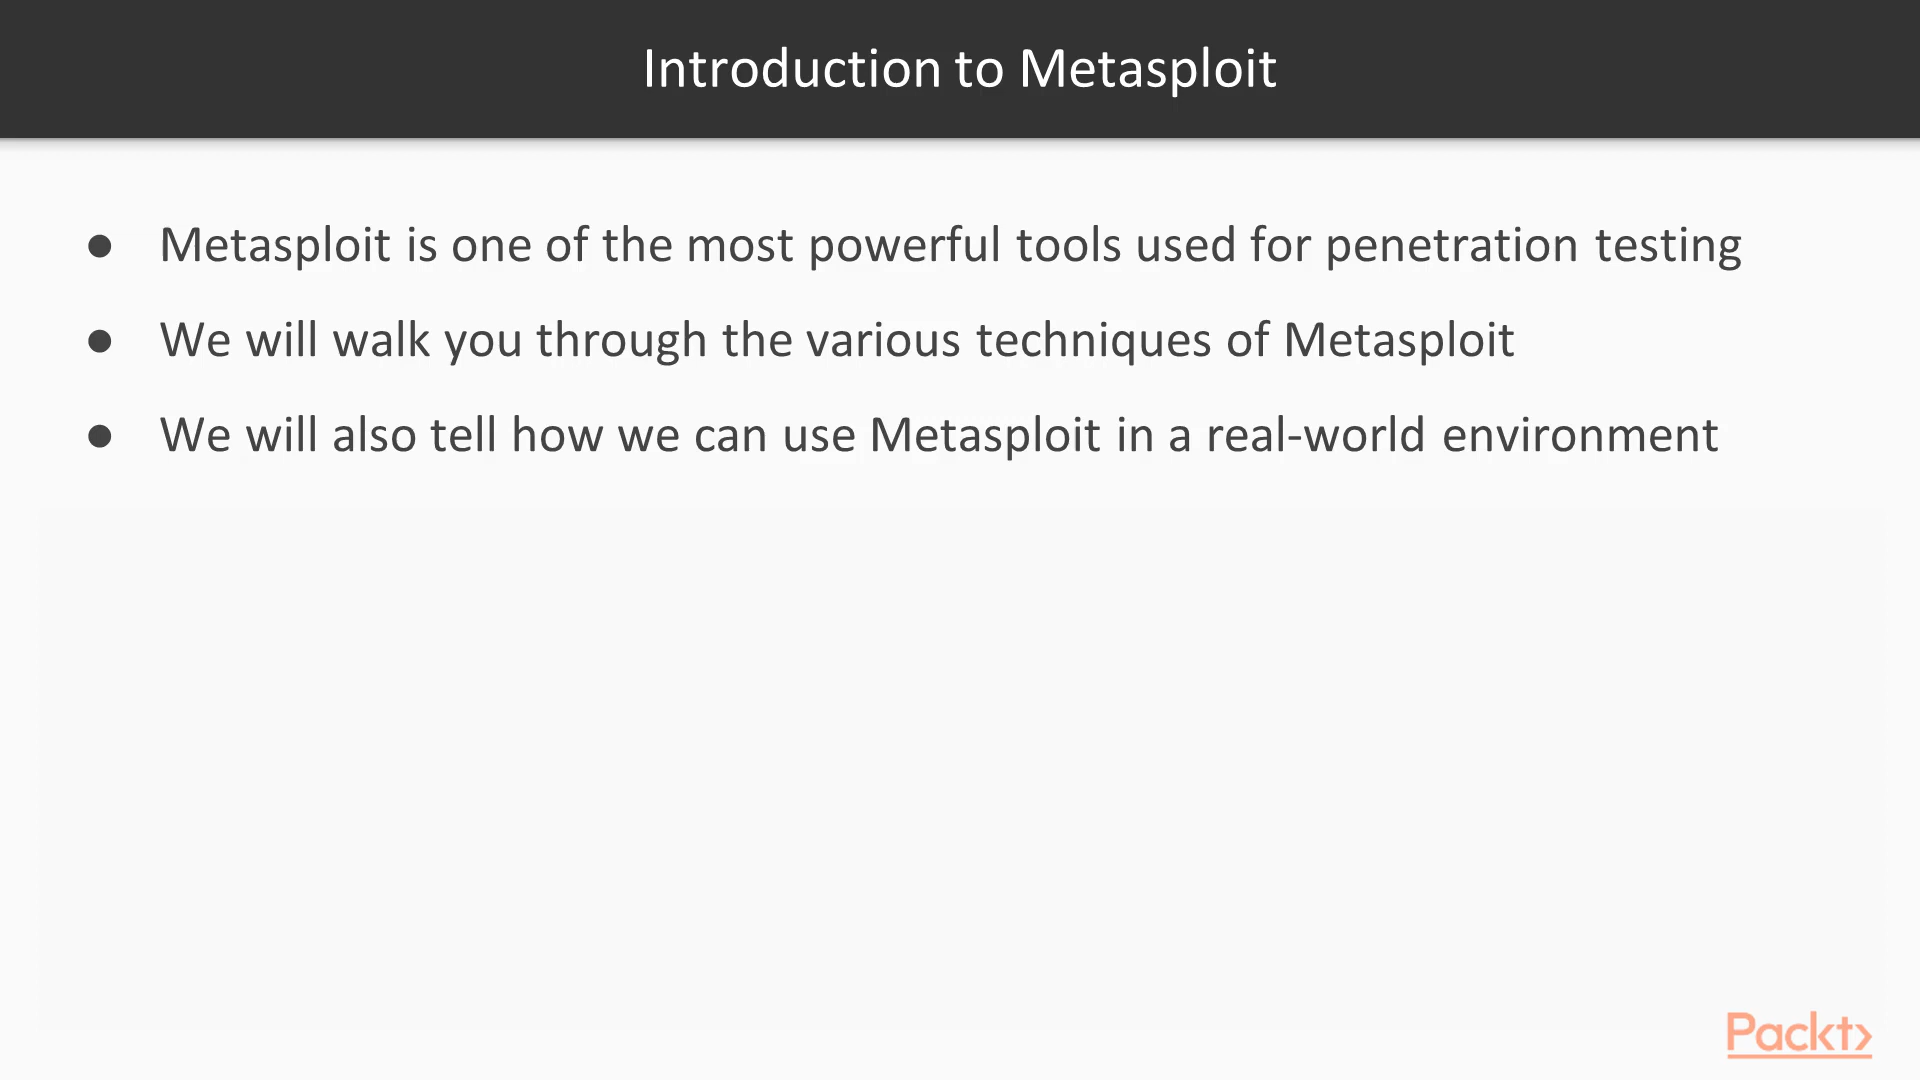 Introduction to Metasploit
● Metasploit is one of the most powerful tools used for penetration testing
● We will walk you through the various techniques of Metasploit
● We will also tell how we can use Metasploit in a real-world environment
Packt>